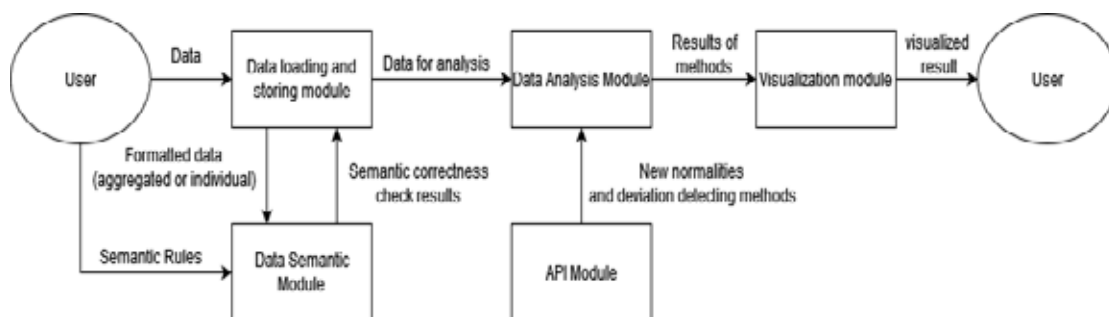 User
Data
Data loading and
storing module
Data for analysis
Data Analysis Module
Results of
methods
Visualization module
visualized
result
User
Formatted data
(aggregated or individual)
Semantic correctness
check results
New normalities
and deviation detecting methods
Semantic Rules
Data Semantic
Module
API Module